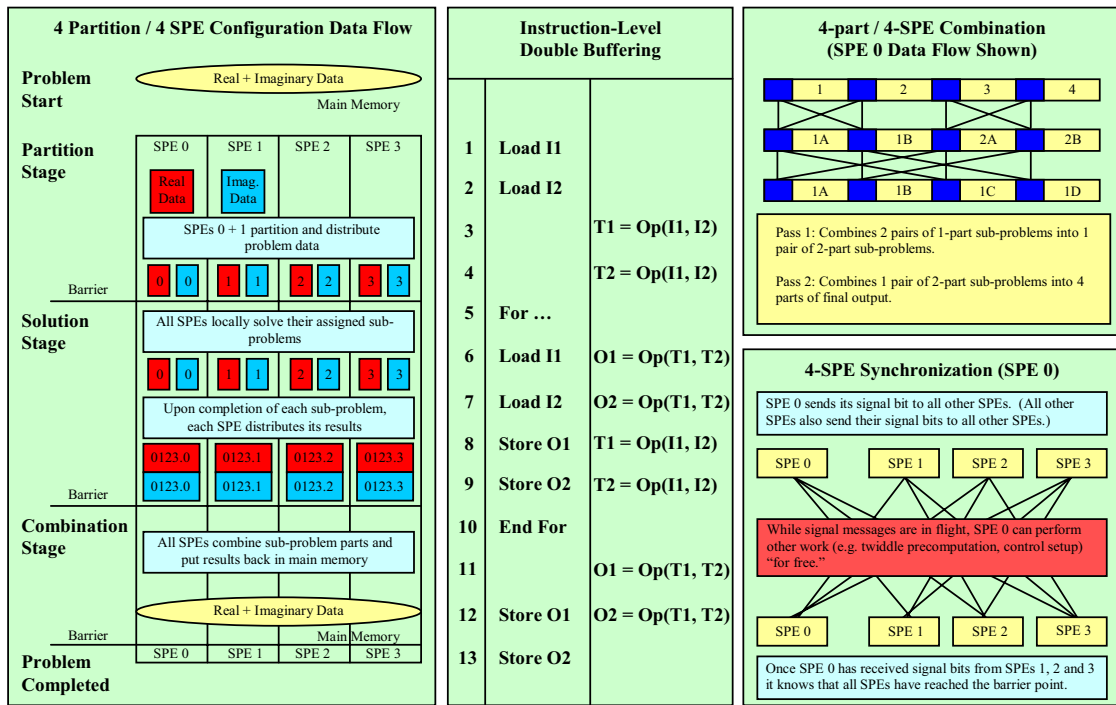 4 Partition / 4 SPE Configuration Data Flow
Problem
Start
Real + Imaginary Data
Main Memory
Partition
Stage
SPE 0 SPE 1 SPE 2 SPE 3
Real
Data
Imag.
Data
SPEs 0 + 1 partition and distribute
problem data
0 0 1 1 2 2 3 3
Barrier
Solution
Stage
All SPEs locally solve their assigned sub-
problems
0 0 1 1 2 2 3 3
Upon completion of each sub-problem,
each SPE distributes its results
0123.0 0123.1 0123.2 0123.3
0123.0 0123.1 0123.2 0123.3
Barrier
Combination
Stage
All SPEs combine sub-problem parts and
put results back in main memory
Real + Imaginary Data
Barrier
Main Memory
Problem
Completed
SPE 0 SPE 1 SPE 2 SPE 3
Instruction-Level
Double Buffering
1 Load I1
2 Load I2
3 T1 = Op(I1, I2)
4 T2 = Op(I1, I2)
5 For …
6 Load I1 O1 = Op(T1, T2)
7 Load I2 O2 = Op(T1, T2)
8 Store O1 T1 = Op(I1, I2)
9 Store O2 T2 = Op(I1, I2)
10 End For
11 O1 = Op(T1, T2)
12 Store O1 O2 = Op(T1, T2)
13 Store O2
4-part / 4-SPE Combination
(SPE 0 Data Flow Shown)
1 2 3 4
1A 1B 2A 2B
1A 1B 1C 1D
Pass 1: Combines 2 pairs of 1-part sub-problems into 1
pair of 2-part sub-problems.
Pass 2: Combines 1 pair of 2-part sub-problems into 4
parts of final output.
4-SPE Synchronization (SPE 0)
SPE 0 sends its signal bit to all other SPEs. (All other
SPEs also send their signal bits to all other SPEs.)
SPE 0 SPE 1 SPE 2 SPE 3
While signal messages are in flight, SPE 0 can perform
other work (e.g. twiddle precomputation, control setup)
“for free.”
SPE 0 SPE 1 SPE 2 SPE 3
Once SPE 0 has received signal bits from SPEs 1, 2 and 3
it knows that all SPEs have reached the barrier point.